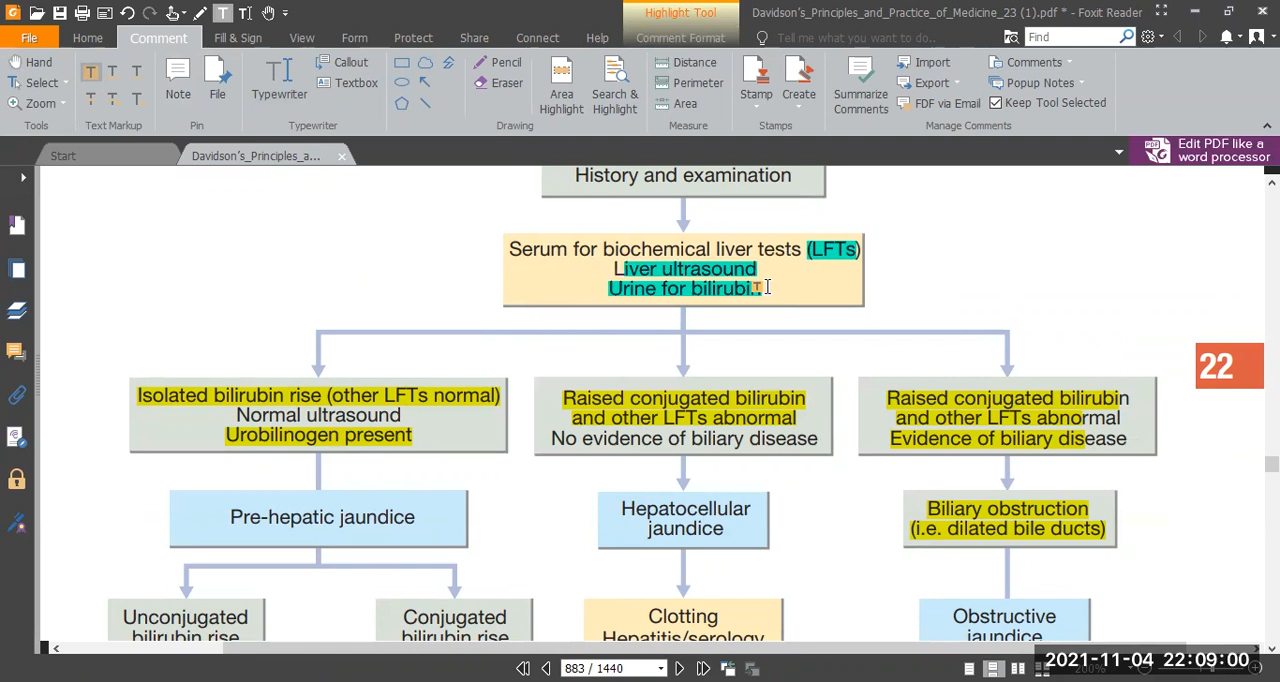 Highlight Tool
Davidson's_Principles_and_Practice_of_Medicine_23 (1).pdf * - Foxit Reader
File
Home
Comment
Fill & Sign
View
Form
Protect
Share
Connect
Help
Comment Format
Tell me what you want to do..
Find
Hand
Select
Zoom
Tools
Text Markup
Note
File
Pin
Typewriter
Callout
Textbox
Typewriter
Pencil
Eraser
Drawing
Area Highlight
Search & Highlight
Distance
Perimeter
Area
Measure
Stamp
Create
Stamps
Summarize Comments
Import
Export
FDF via Email
Comments
Popup Notes
Keep Tool Selected
Manage Comments
Start
Davidson's_Principles_a...
Edit PDF like a
word processor
History and examination
Serum for biochemical liver tests (LFTs)
Liver ultrasound
Urine for bilirubi
22
Isolated bilirubin rise (other LFTs normal)
Normal ultrasound
Urobilinogen present
Raised conjugated bilirubin
and other LFTs abnormal
No evidence of biliary disease
Raised conjugated bilirubin
and other LFTs abnormal
Evidence of biliary disease
Pre-hepatic jaundice
Hepatocellular
jaundice
Biliary obstruction
(i.e. dilated bile ducts)
Unconjugated
bilirubin rise
Conjugated
bilirubin rise
Clotting
Hepatitis/serology
Obstructive
jaundice
883 / 1440
2021-11-04 22:09:00